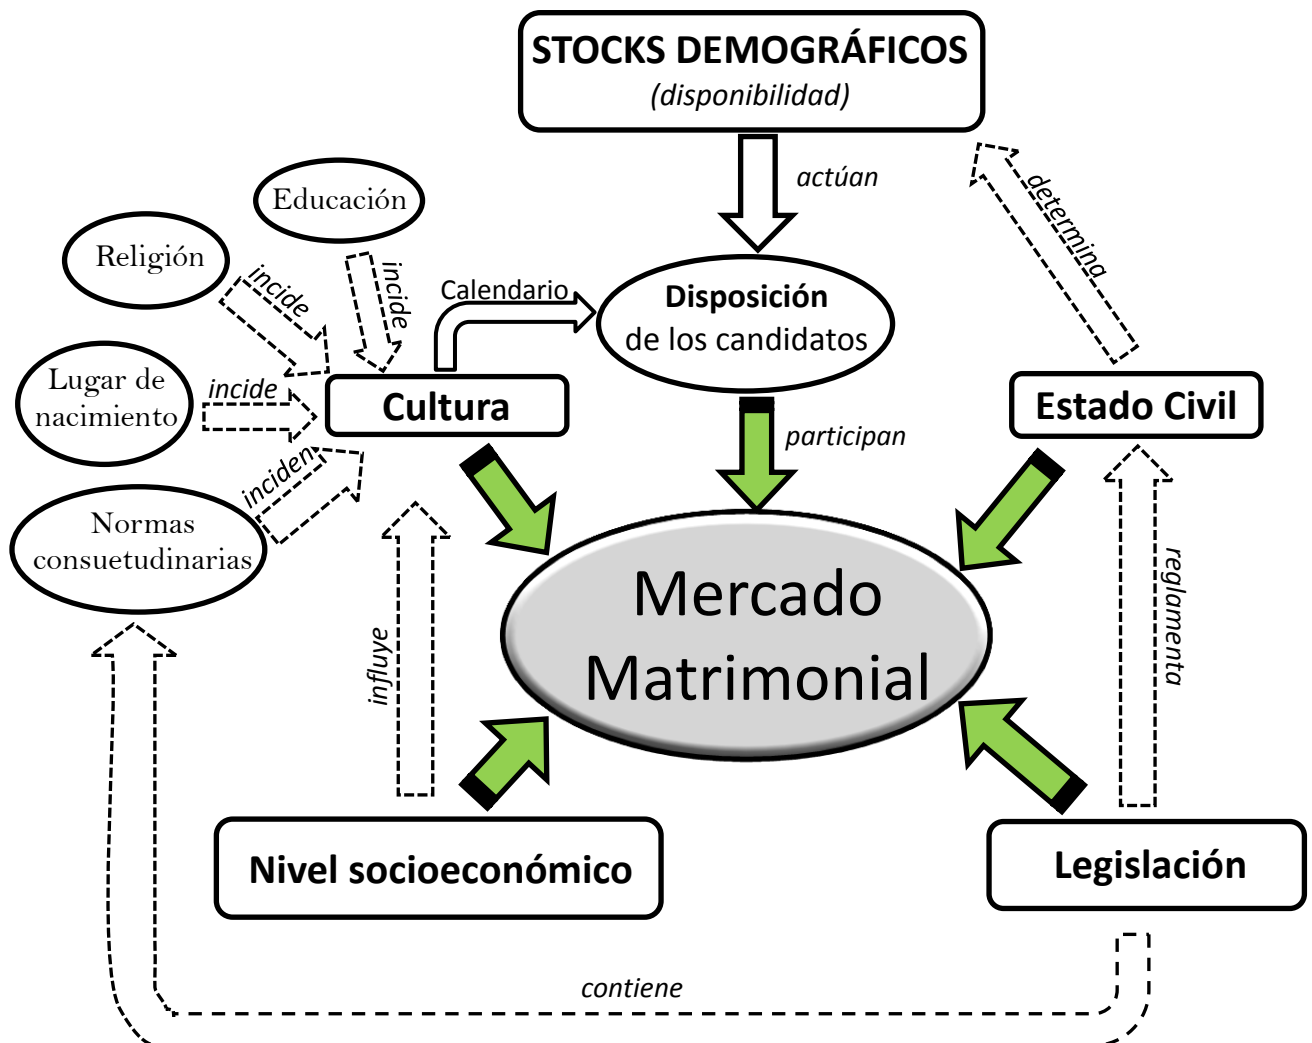 STOCKS DEMOGRÁFICOS
(disponibilidad)
actúan
determina
Educación
Religión
incide
incide
Calendario
Disposición
de los candidatos
Lugar de
nacimiento
incide
Cultura
Estado Civil
participan
inciden
Normas
consuetudinarias
Mercado
Matrimonial
influye
reglamenta
Nivel socioeconómico
Legislación
contiene